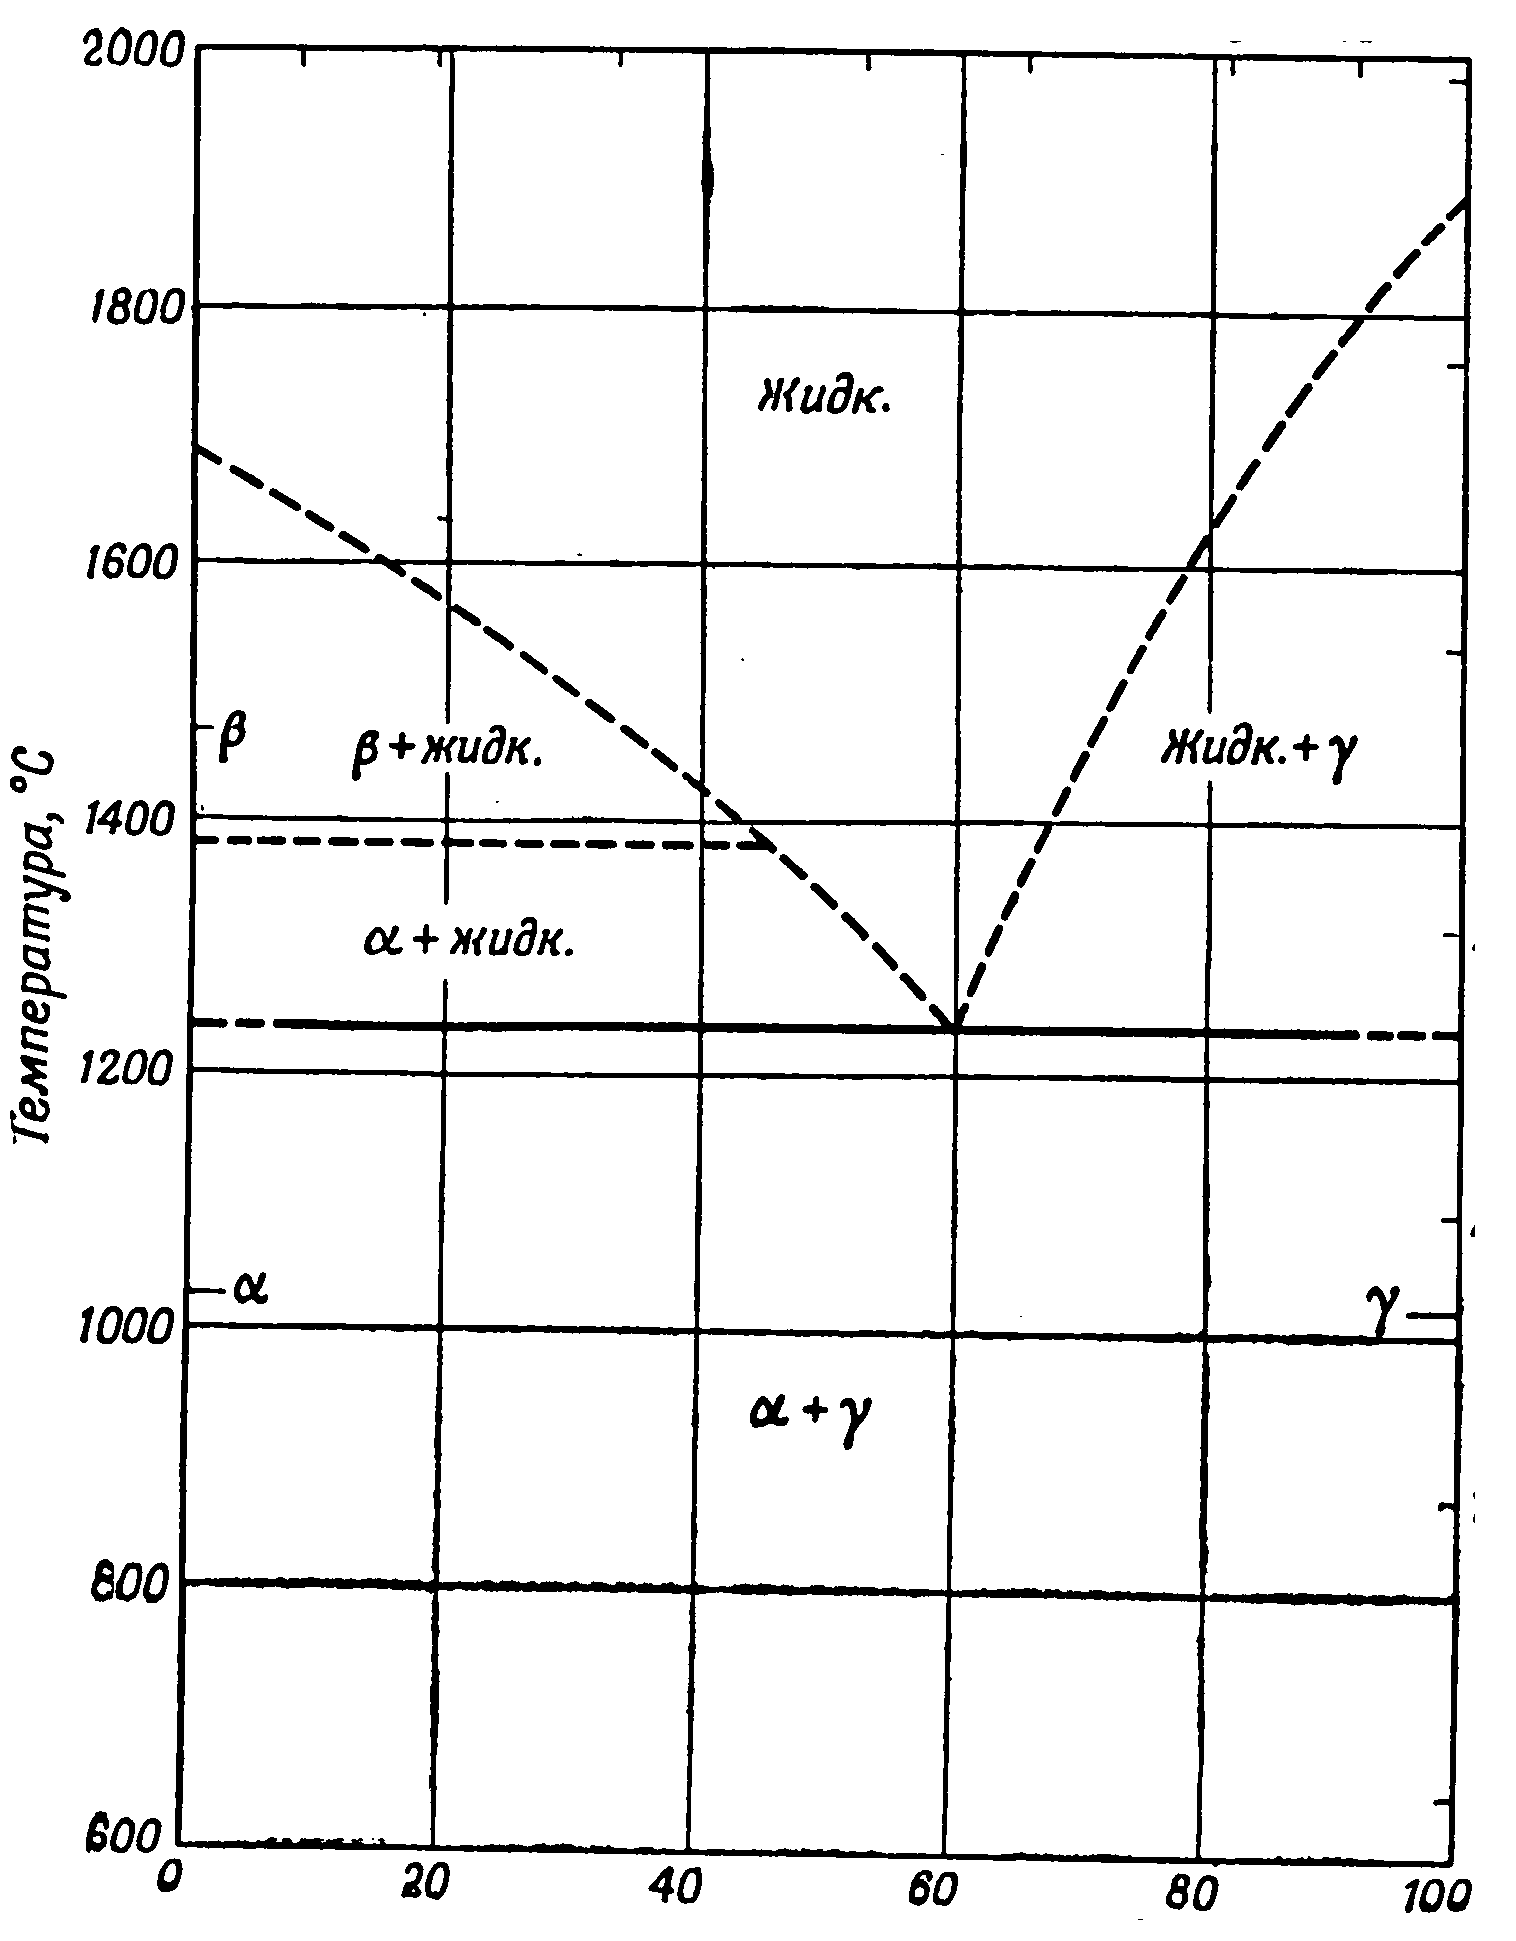 2000
1800
Жидк.
1600
β
β + жидк.
Жидк. + γ
1400
Температура, °C
α + жидк.
1200
α
γ
1000
α + γ
800
600
0 20 40 60 80 100